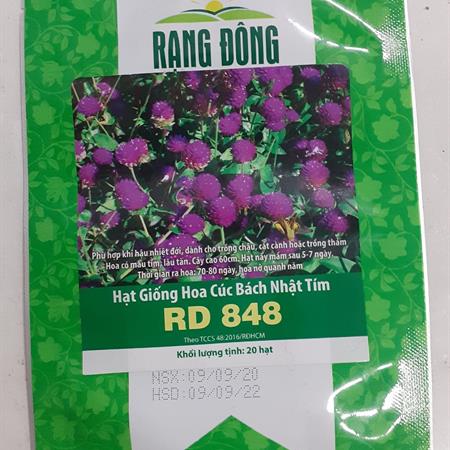 RẠNG ĐÔNG
Phù hợp khí hậu nhiệt đới, dành cho trồng chậu, cắt cành hoặc trồng thảm
Hoa có mầu tím, lâu tàn. Cây cao 60cm. Hạt nảy mầm sau 5-7 ngày.
Thời gian ra hoa: 70-80 ngày, hoa nở quanh năm
Hạt Giống Hoa Cúc Bách Nhật Tím
RD 848
Theo TCCS 48:2016/RĐHCM
Khối lượng tịnh: 20 hạt
NSX:09/09/20
HSD:09/09/22